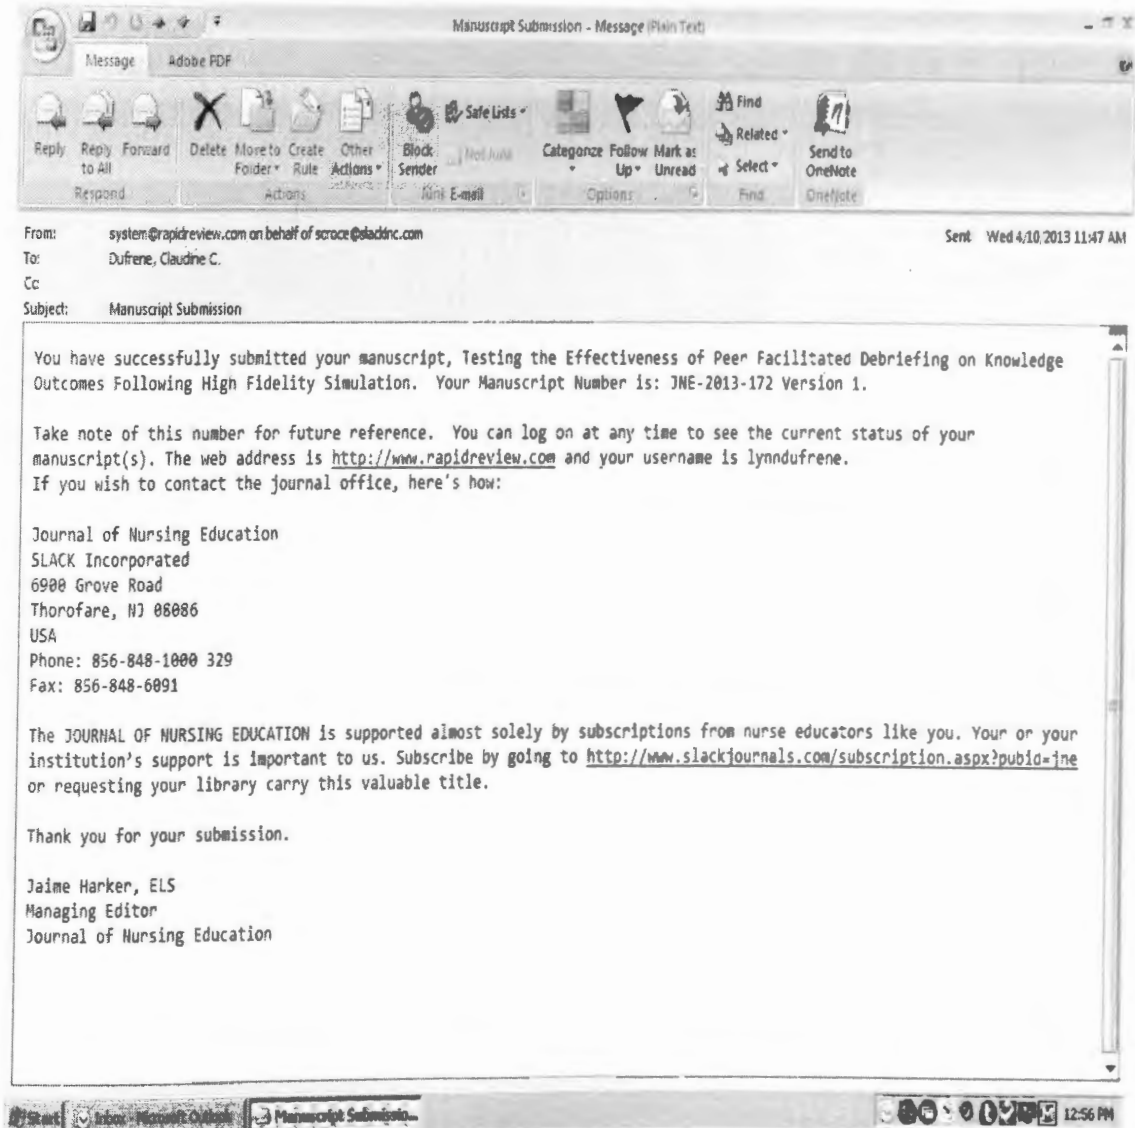 Manuscript Submission - Message (Plain Text)
Message Adobe PDF
Reply Reply to All Forward Delete Move to Folder Create Rule Other Actions Block Sender Safe Lists Not Junk Categorize Follow Up Mark as Unread Find Related Select Send to OneNote
Respond Actions Junk E-mail Options Find OneNote
From: system@rapidreview.com on behalf of scroce@slackinc.com Sent Wed 4/10/2013 11:47 AM
To: Dufrene, Claudine C.
Cc
Subject: Manuscript Submission
You have successfully submitted your manuscript, Testing the Effectiveness of Peer Facilitated Debriefing on Knowledge
Outcomes Following High Fidelity Simulation. Your Manuscript Number is: JNE-2013-172 Version 1.
Take note of this number for future reference. You can log on at any time to see the current status of your
manuscript(s). The web address is http://www.rapidreview.com and your username is lynndufrene.
If you wish to contact the journal office, here's how:
Journal of Nursing Education
SLACK Incorporated
6900 Grove Road
Thorofare, NJ 08086
USA
Phone: 856-848-1000 329
Fax: 856-848-6091
The JOURNAL OF NURSING EDUCATION is supported almost solely by subscriptions from nurse educators like you. Your or your
institution's support is important to us. Subscribe by going to http://www.slackjournals.com/subscription.aspx?pubid=jne
or requesting your library carry this valuable title.
Thank you for your submission.
Jaime Harker, ELS
Managing Editor
Journal of Nursing Education
Start Inbox - Microsoft Outlook Manuscript Submissio... 12:56 PM